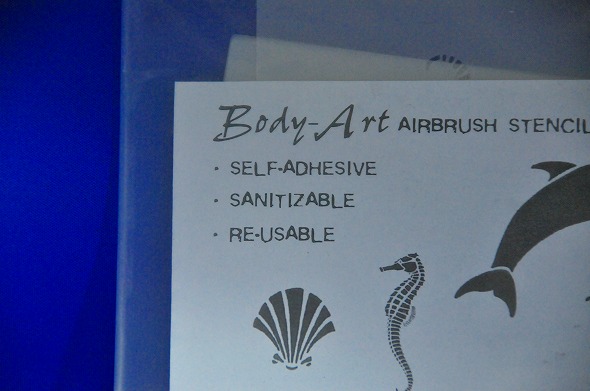 Body-Art AIRBRUSH STENCIL
· SELF-ADHESIVE
· SANITIZABLE
· RE-USABLE